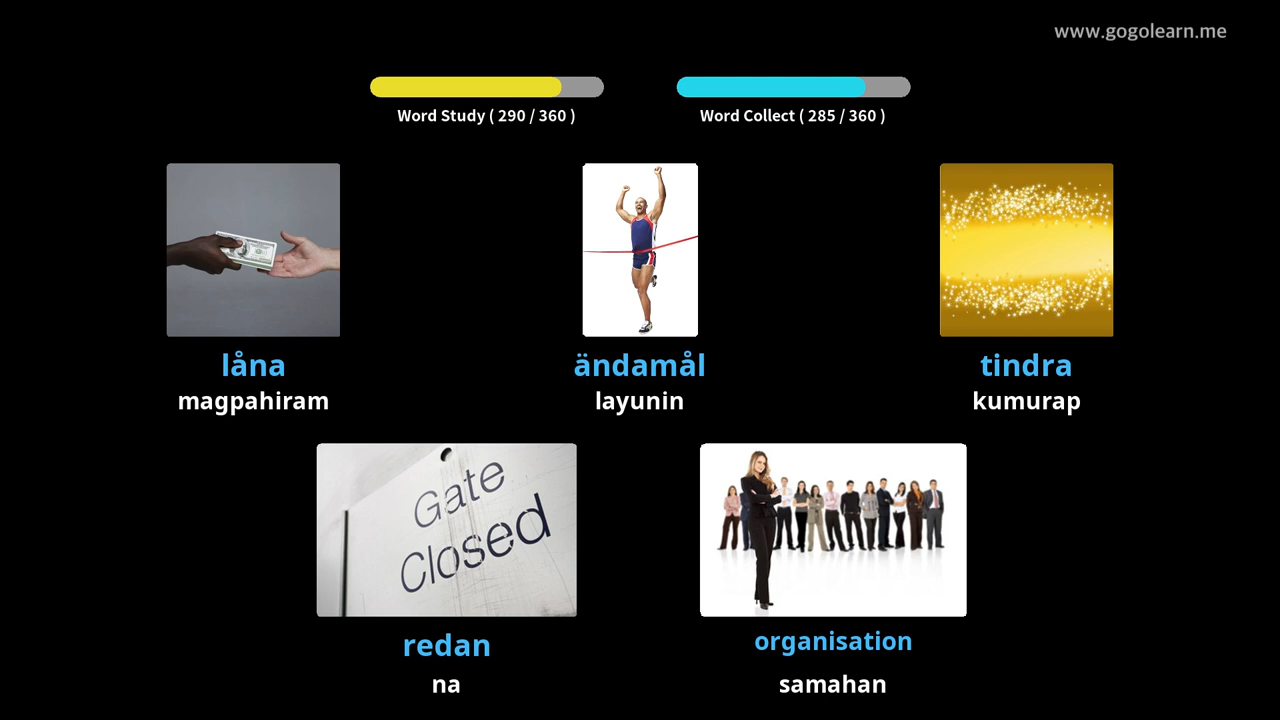 www.gogolearn.me
Word Study ( 290 / 360 )
Word Collect ( 285 / 360 )
låna
magpahiram
ändamål
layunin
tindra
kumurap
Gate
Closed
redan
na
organisation
samahan